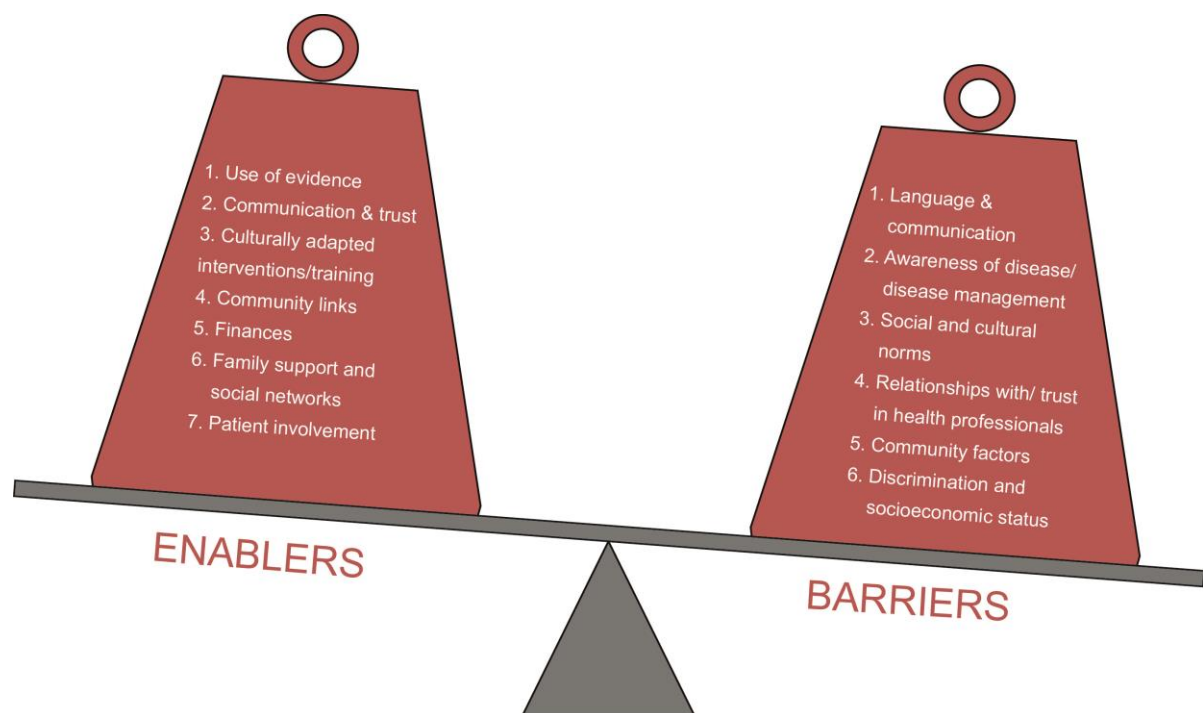 1. Use of evidence
2. Communication & trust
3. Culturally adapted
interventions/training
4. Community links
5. Finances
6. Family support and
social networks
7. Patient involvement
ENABLERS
1. Language &
communication
2. Awareness of disease/
disease management
3. Social and cultural
norms
4. Relationships with/ trust
in health professionals
5. Community factors
6. Discrimination and
socioeconomic status
BARRIERS